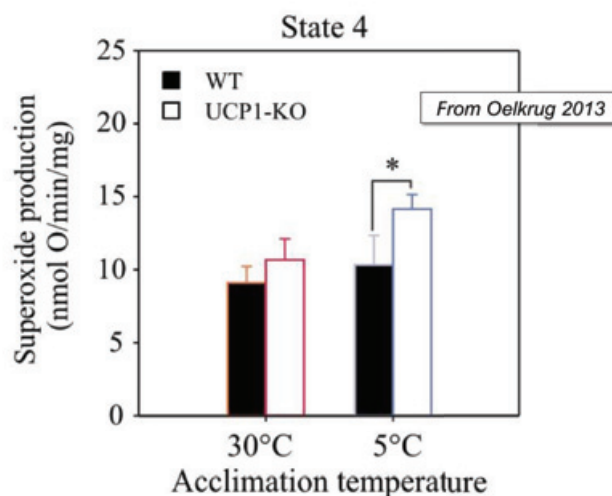 State 4
25
20
15
10
5
0
Superoxide production
(nmol O/min/mg)
WT
UCP1-KO
From Oelkrug 2013
*
30°C
5°C
Acclimation temperature